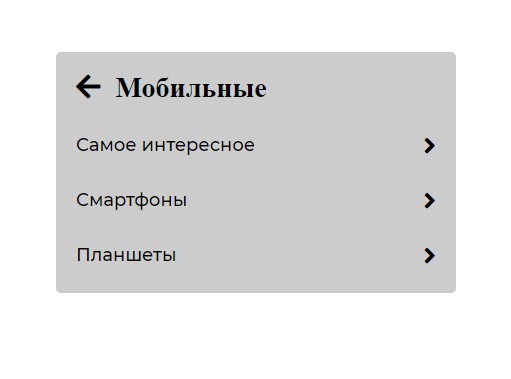 Мобильные
Самое интересное
Смартфоны
Планшеты